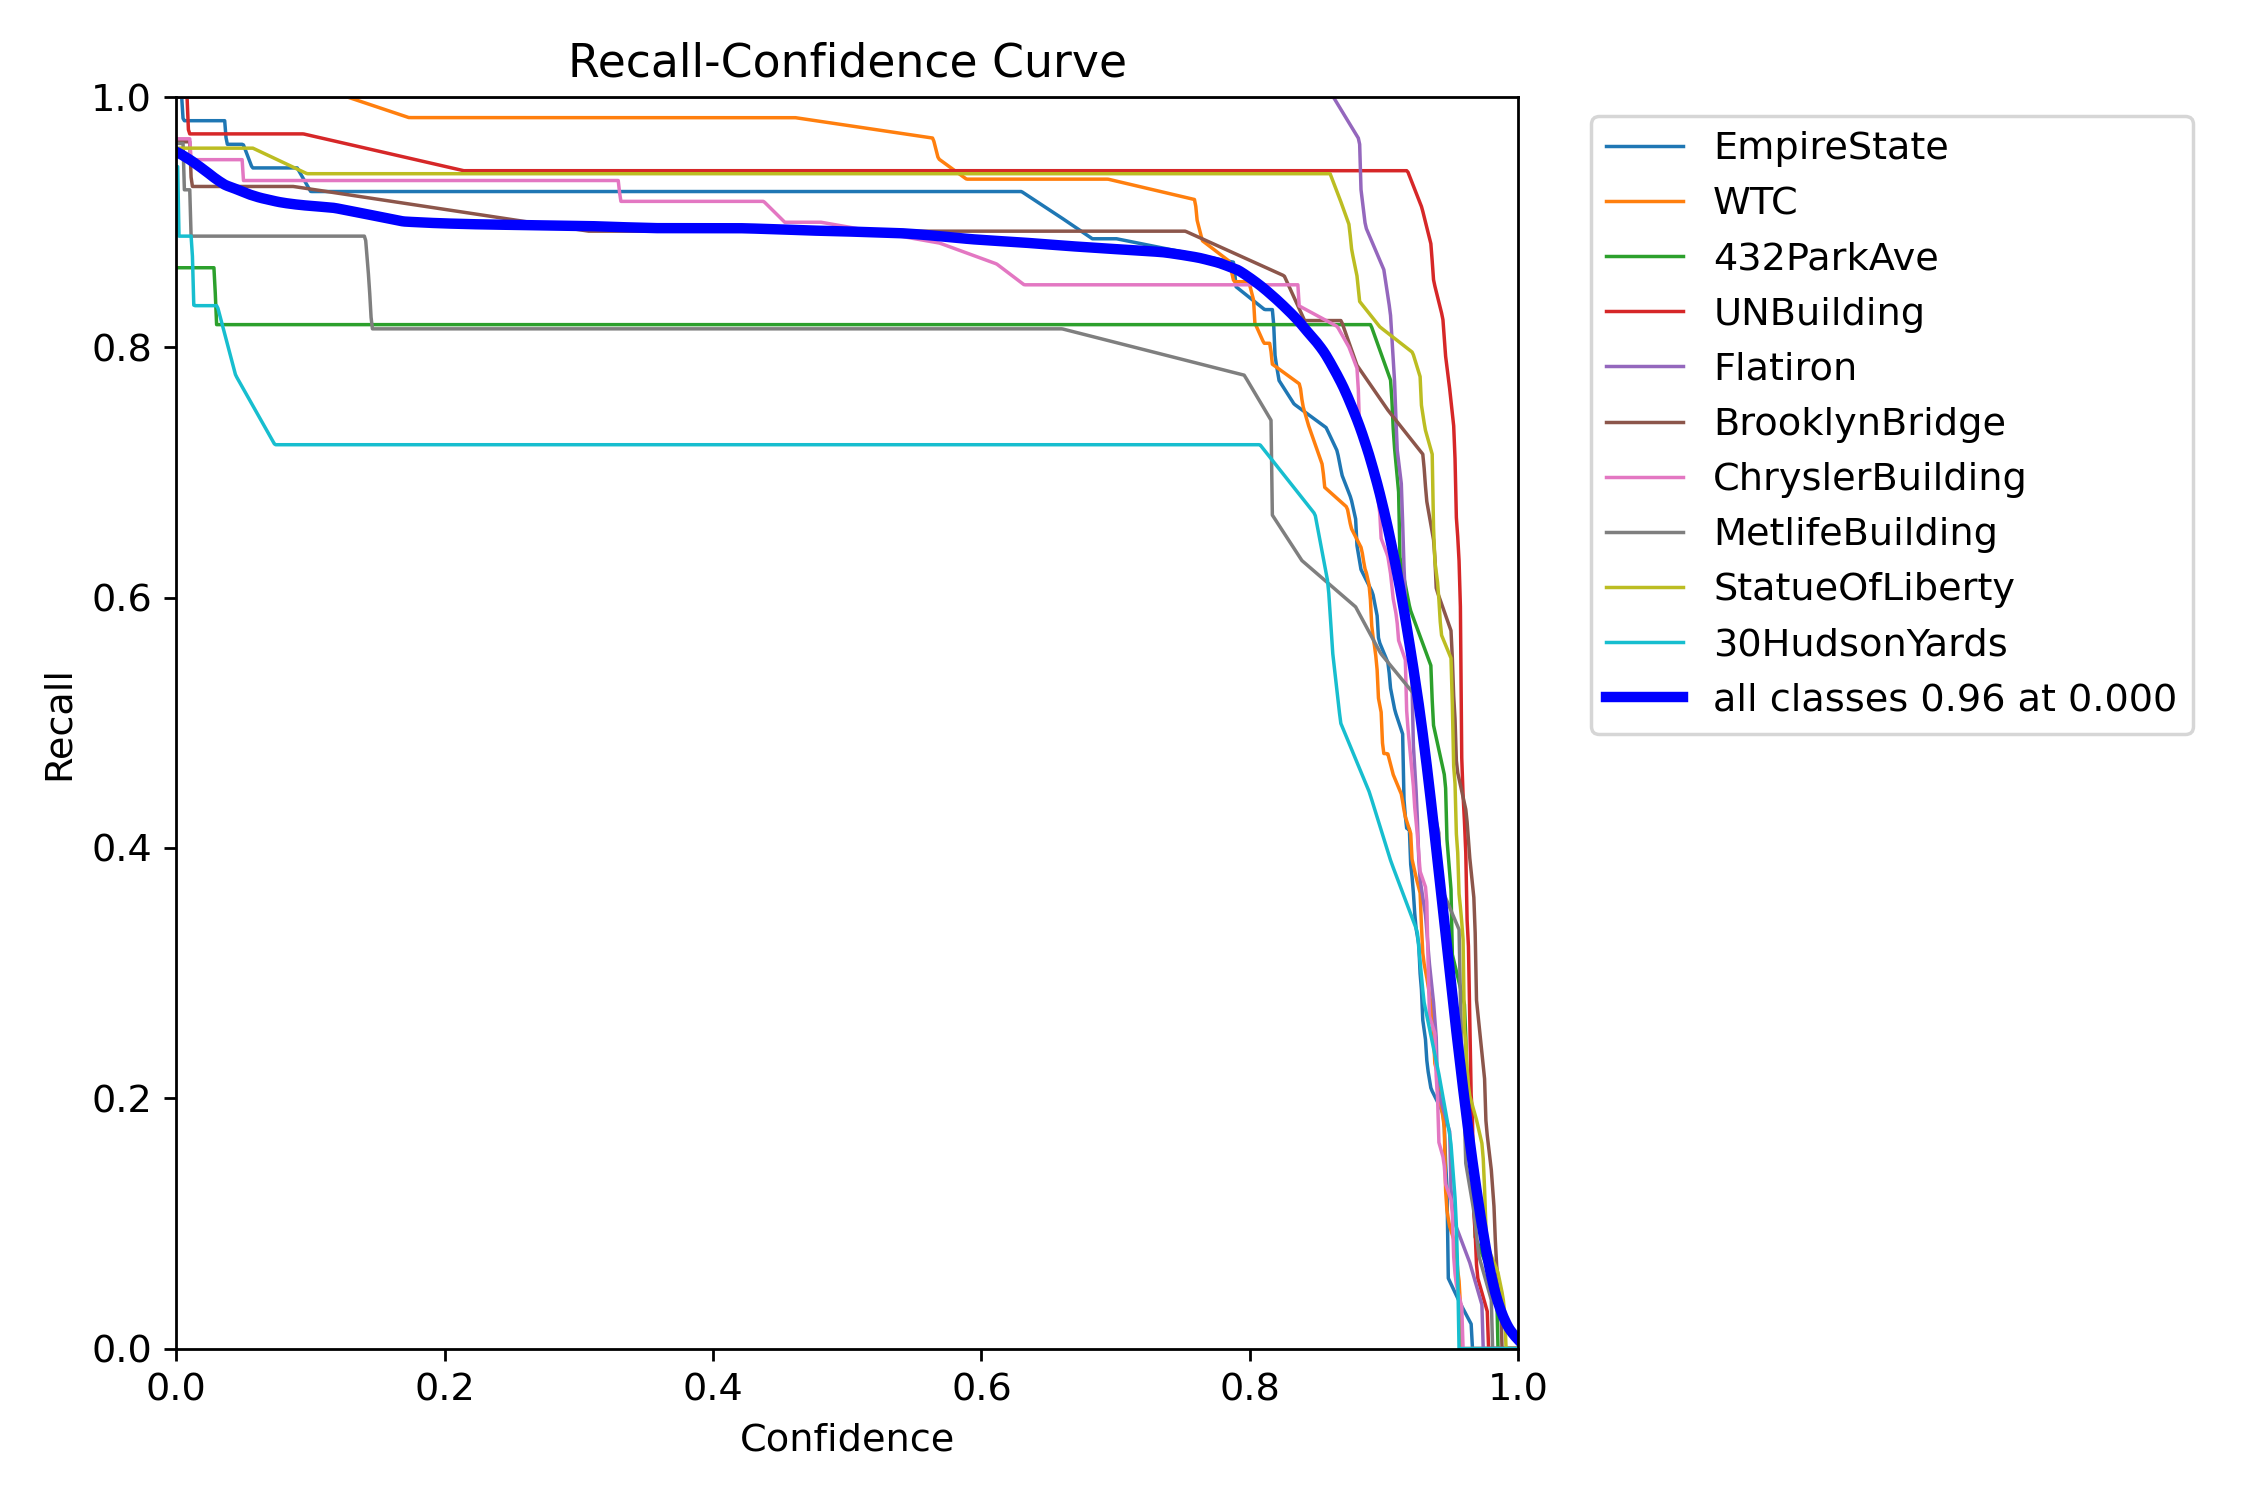 Recall-Confidence Curve
1.0
0.8
0.6
0.4
0.2
0.0
Recall
0.0 0.2 0.4 0.6 0.8 1.0
Confidence
EmpireState
WTC
432ParkAve
UNBuilding
Flatiron
BrooklynBridge
ChryslerBuilding
MetlifeBuilding
StatueOfLiberty
30HudsonYards
all classes 0.96 at 0.000